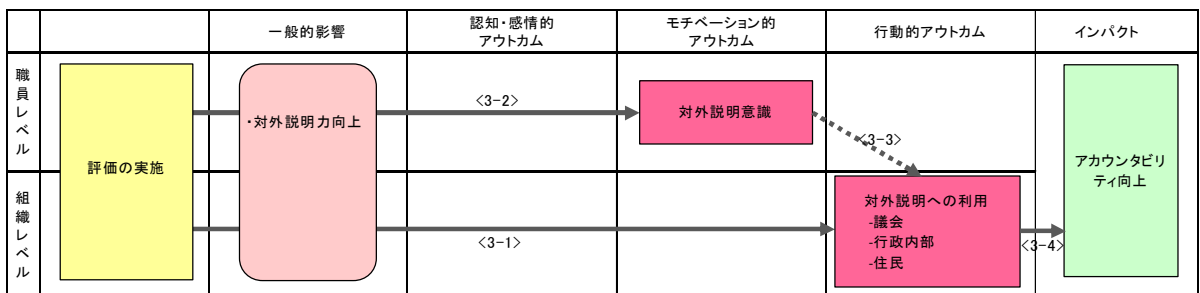 一般的影響
認知・感情的
アウトカム
モチベーション的
アウトカム
行動的アウトカム
インパクト
職員レベル
評価の実施
・対外説明力向上
<3-2>
対外説明意識
<3-3>
アカウンタビリ
ティ向上
組織レベル
<3-1>
対外説明への利用
-議会
-行政内部
-住民
<3-4>